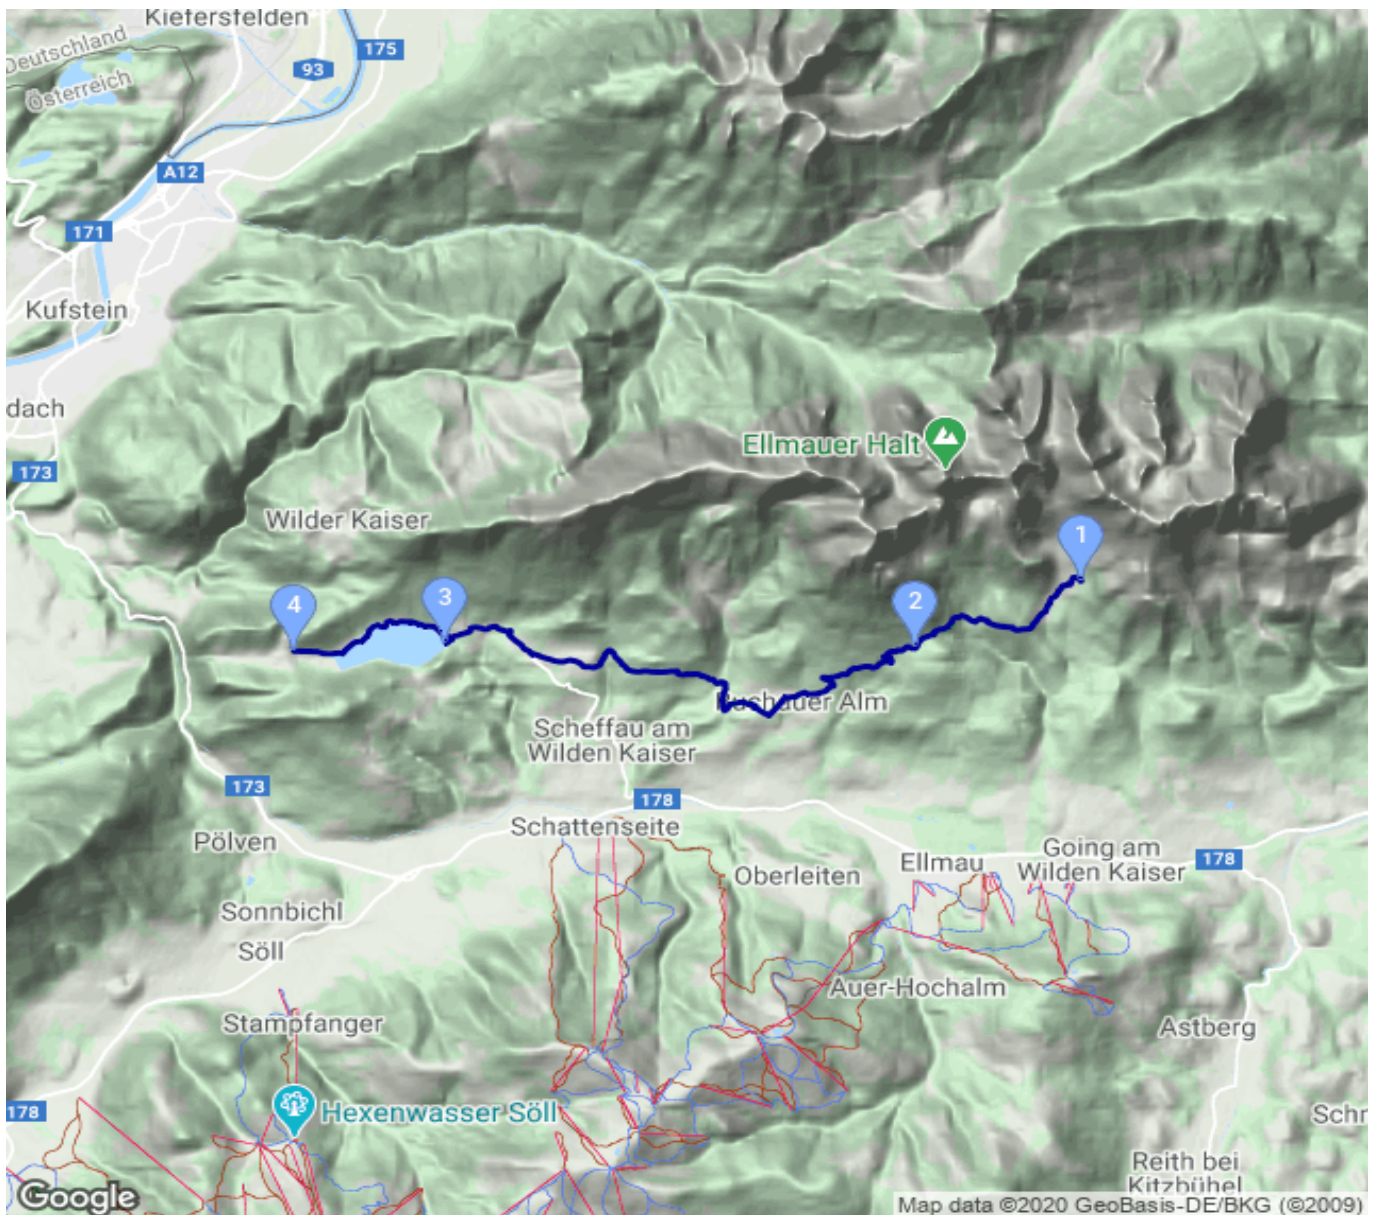 Kiefersfelden
175
Deutschland
93
Österreich
A12
171
Kufstein
dach
Ellmauer Halt
173
Wilder Kaiser
1
2
3
4
Alm
Scheffau am
Wilden Kaiser
173
178
Schattenseite
Pölven
Going am
Wilden Kaiser
Ellmau
178
Oberleiten
Sonnbichl
Söll
Auer-Hochalm
Stampfanger
Astberg
178
Hexenwasser Söll
Schr
Reith bei
Kitzbühel
Google
Map data ©2020 GeoBasis-DE/BKG (©2009)